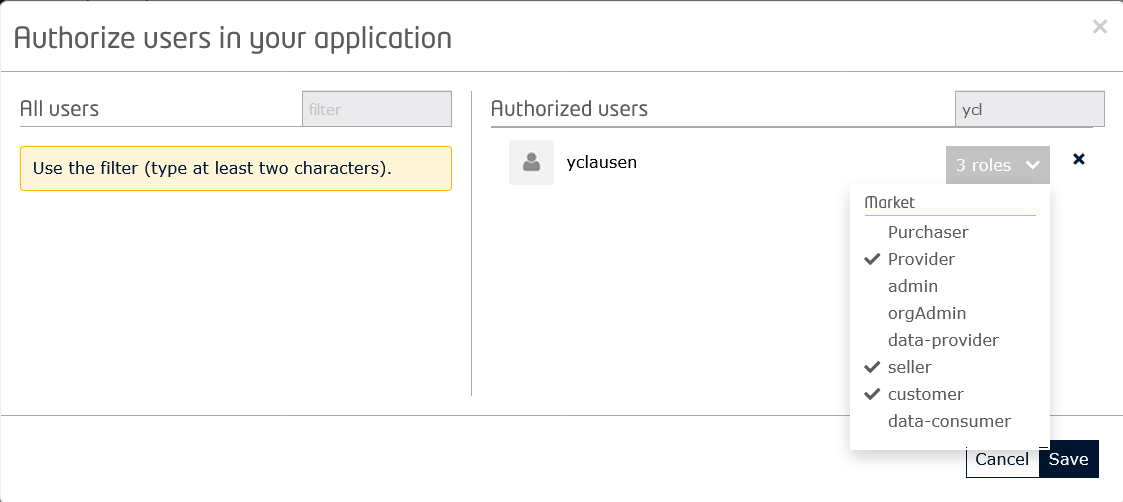 Authorize users in your application
×
All users
filter
Use the filter (type at least two characters).
Authorized users
ycl
yclausen
3 roles
Market
Purchaser
Provider
admin
orgAdmin
data-provider
seller
customer
data-consumer
Cancel
Save